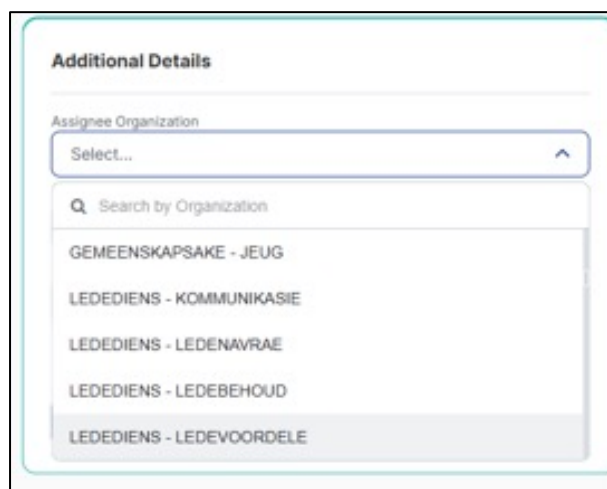 Additional Details
Assignee Organization
Select...
Search by Organization
GEMEENSKAPSAKE - JEUG
LEDEDIENS - KOMMUNIKASIE
LEDEDIENS - LEDENAVRAE
LEDEDIENS - LEDEBEHOUD
LEDEDIENS - LEDEVOORDELE